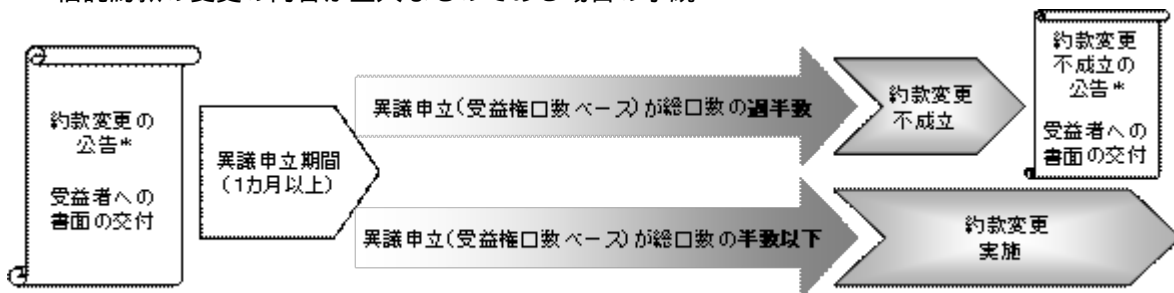 約款変更の
公告*
受益者への
書面の交付
異議申立期間
(1カ月以上)
異議申立(受益権口数ベース)が総口数の過半数
約款変更
不成立
約款変更
不成立の
公告*
受益者への
書面の交付
異議申立(受益権口数ベース)が総口数の半数以下
約款変更
実施